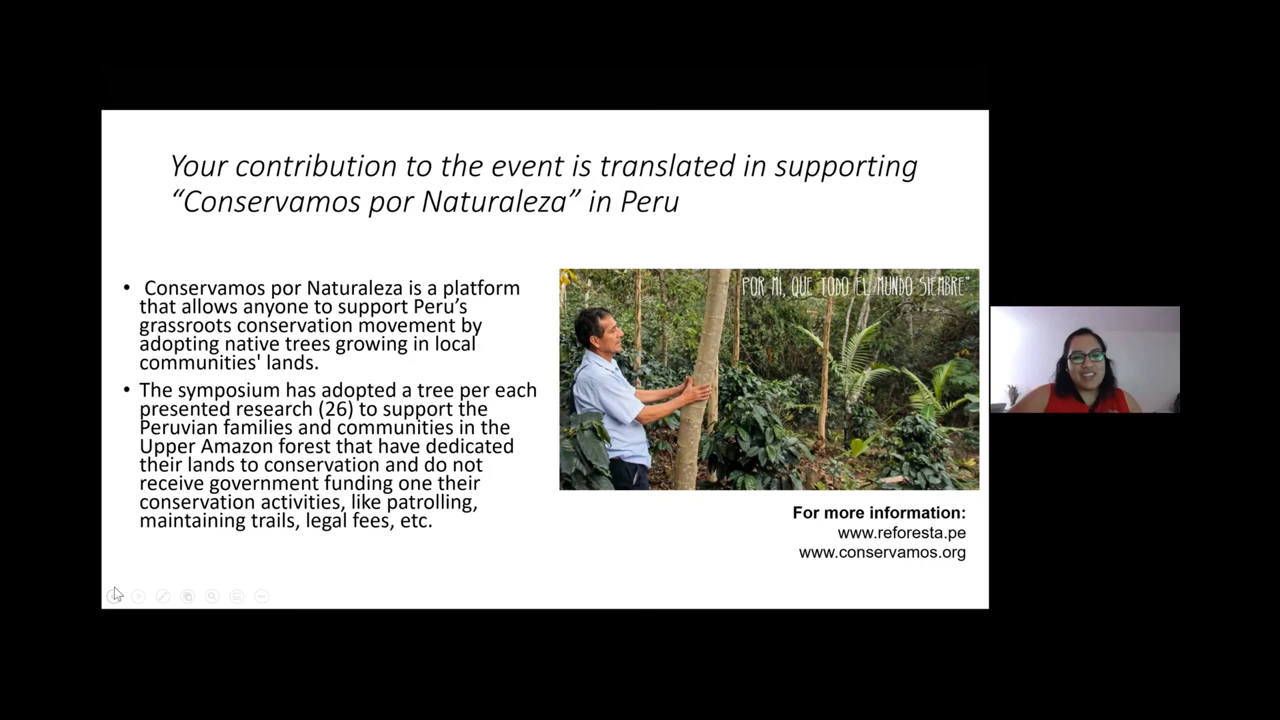 Your contribution to the event is translated in supporting
“Conservamos por Naturaleza” in Peru
• Conservamos por Naturaleza is a platform
that allows anyone to support Peru’s
grassroots conservation movement by
adopting native trees growing in local
communities' lands.
• The symposium has adopted a tree per each
presented research (26) to support the
Peruvian families and communities in the
Upper Amazon forest that have dedicated
their lands to conservation and do not
receive government funding one their
conservation activities, like patrolling,
maintaining trails, legal fees, etc.
"POR MI, QUE TODO EL MUNDO SIEMBRE"
For more information:
www.reforesta.pe
www.conservamos.org